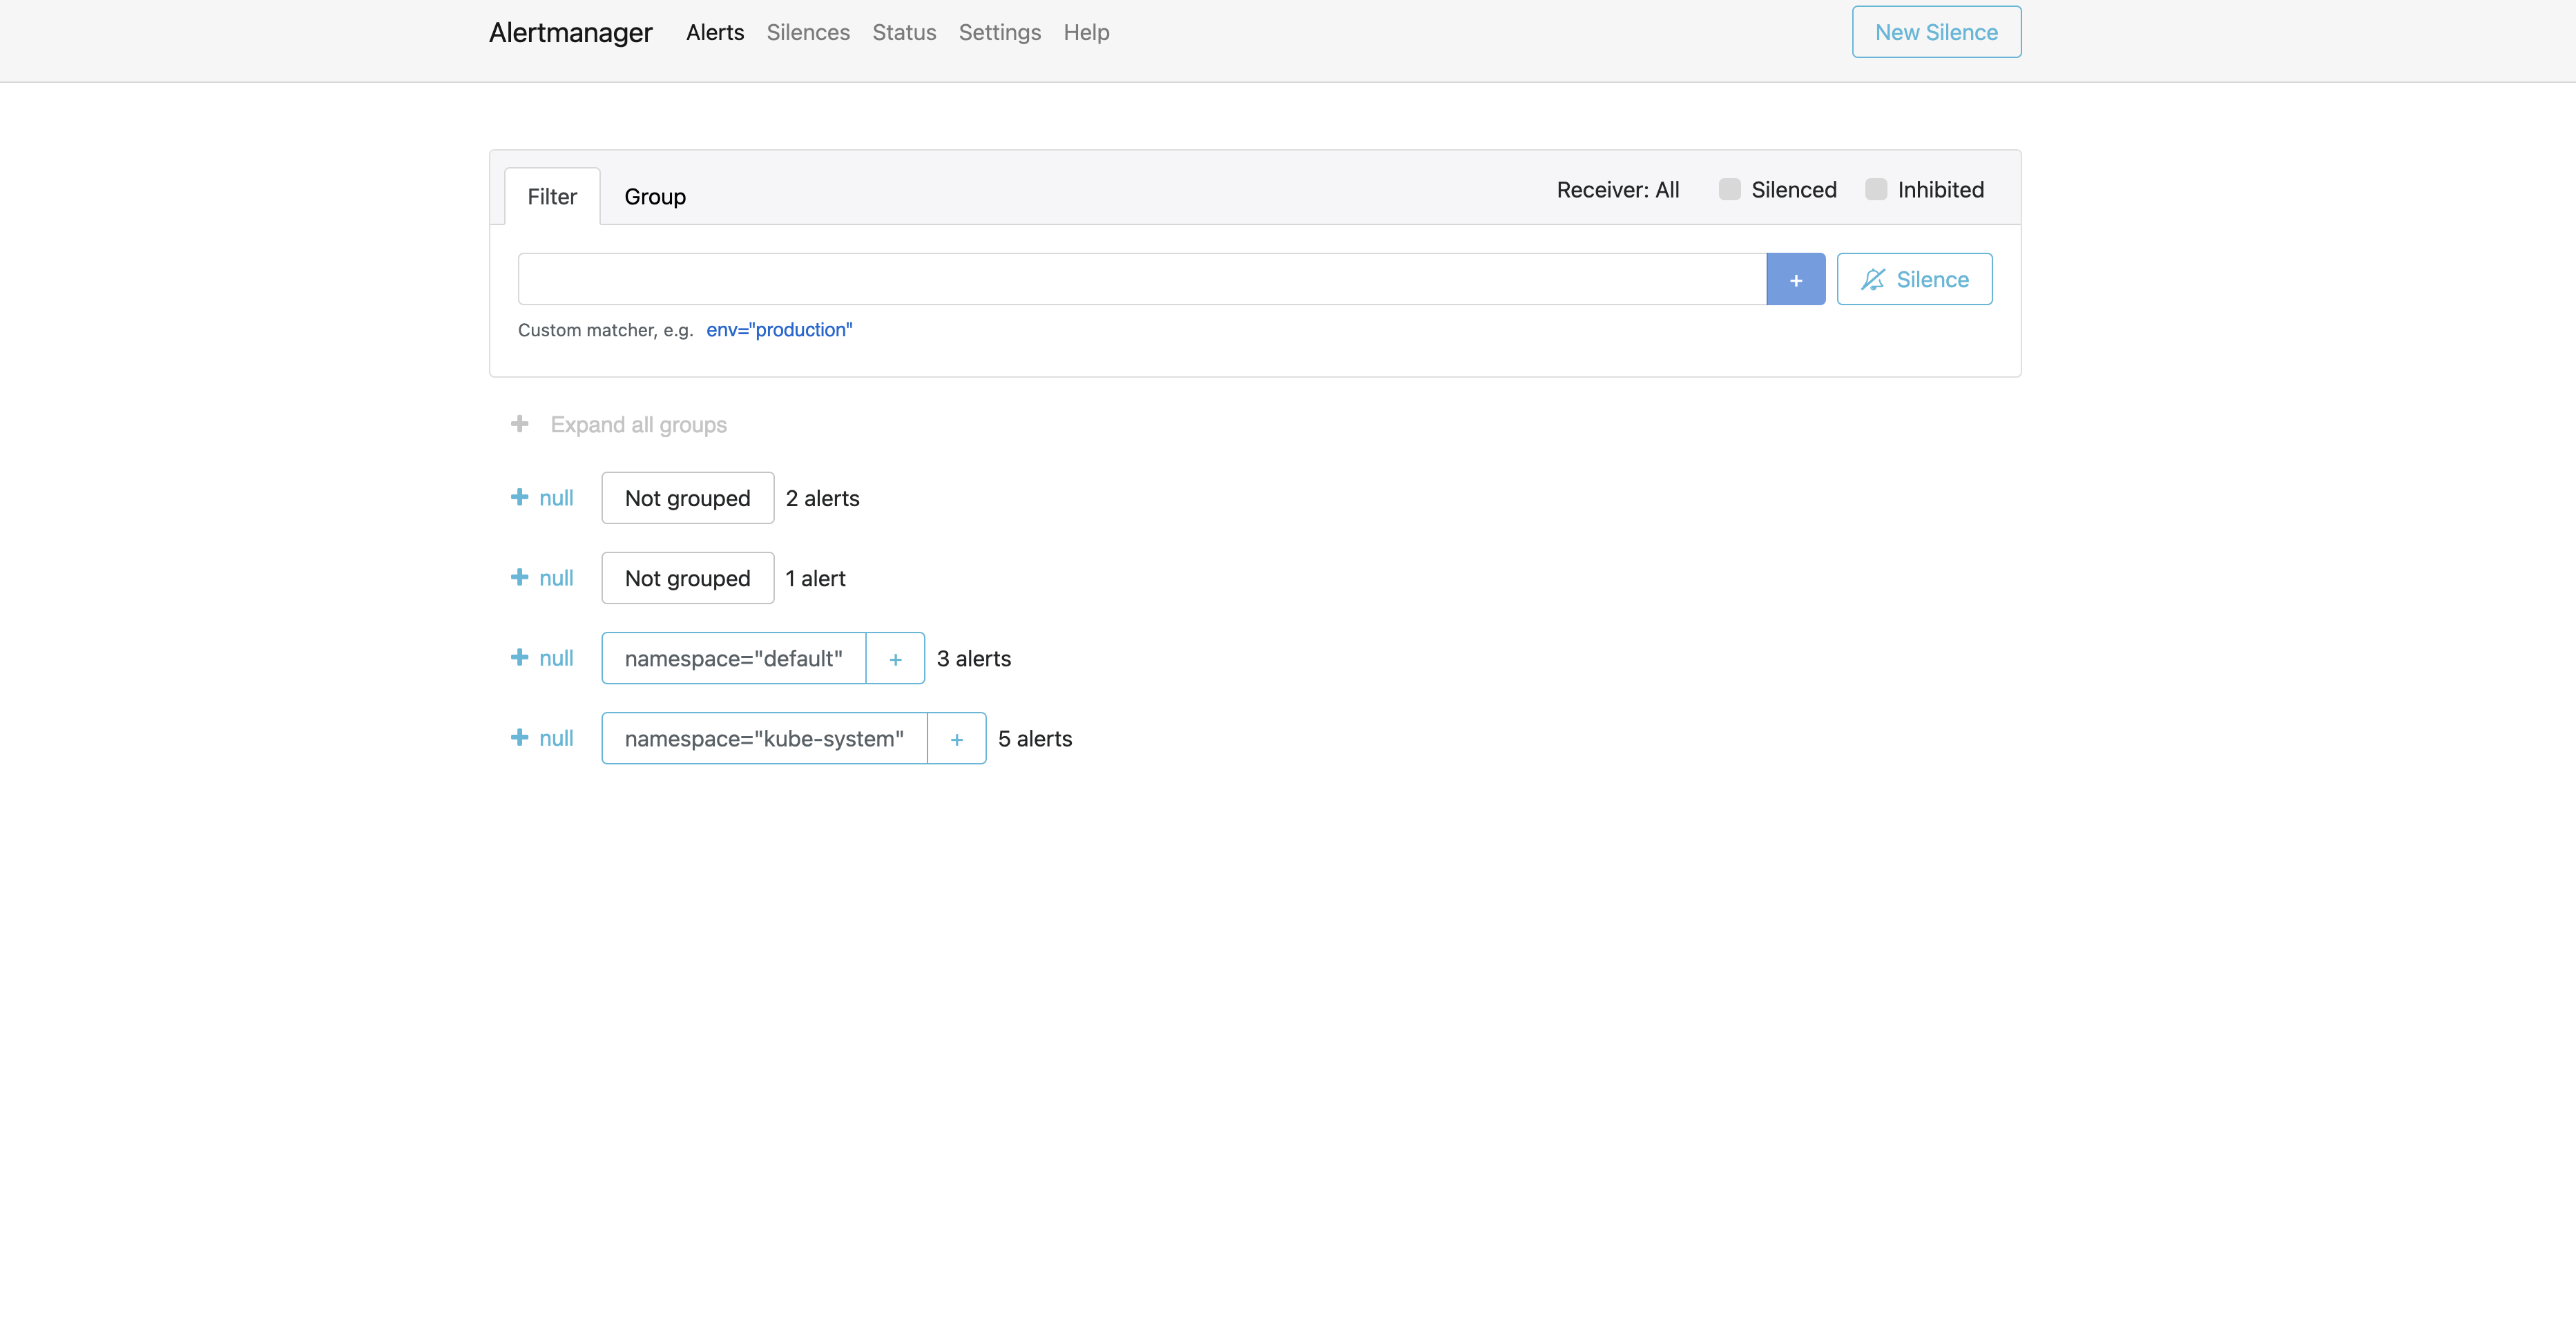 Alertmanager Alerts Silences Status Settings Help New Silence
Filter Group Receiver: All Silenced Inhibited
+ Silence
Custom matcher, e.g. env="production"
+ Expand all groups
+ null Not grouped 2 alerts
+ null Not grouped 1 alert
+ null namespace="default" + 3 alerts
+ null namespace="kube-system" + 5 alerts